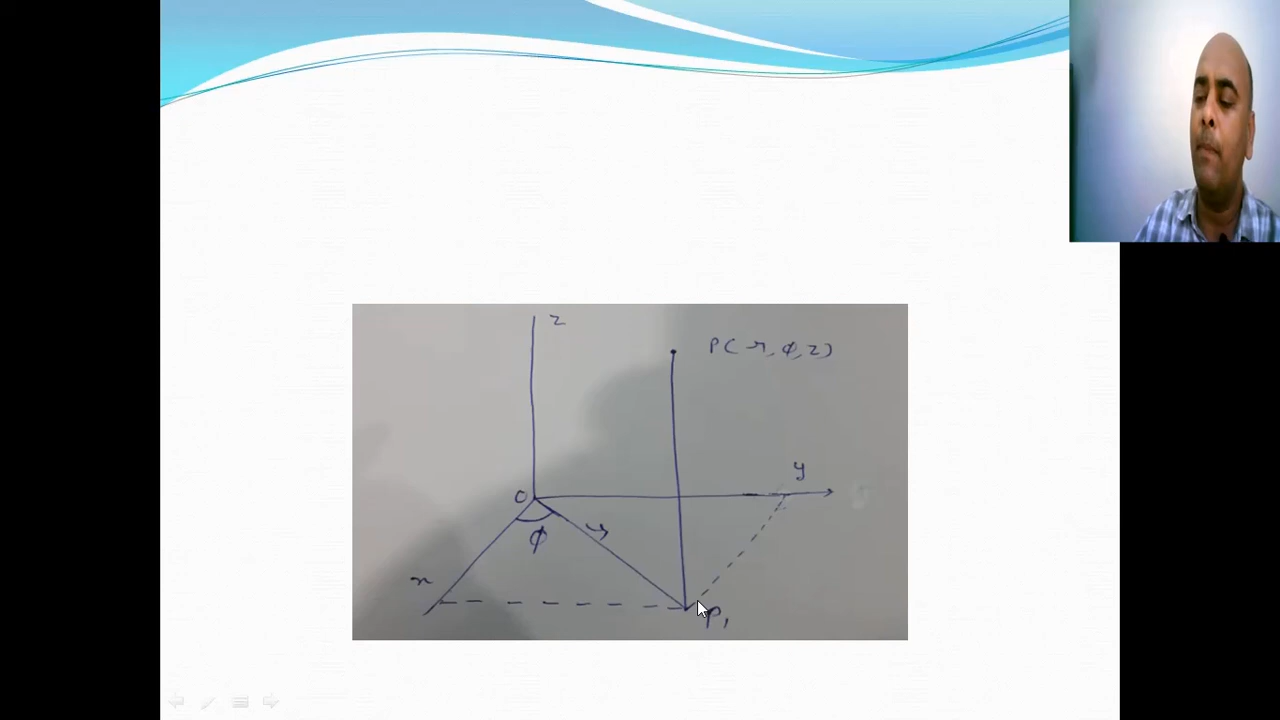 z
P( r, φ, z)
y
O
φ
r
x
P₁